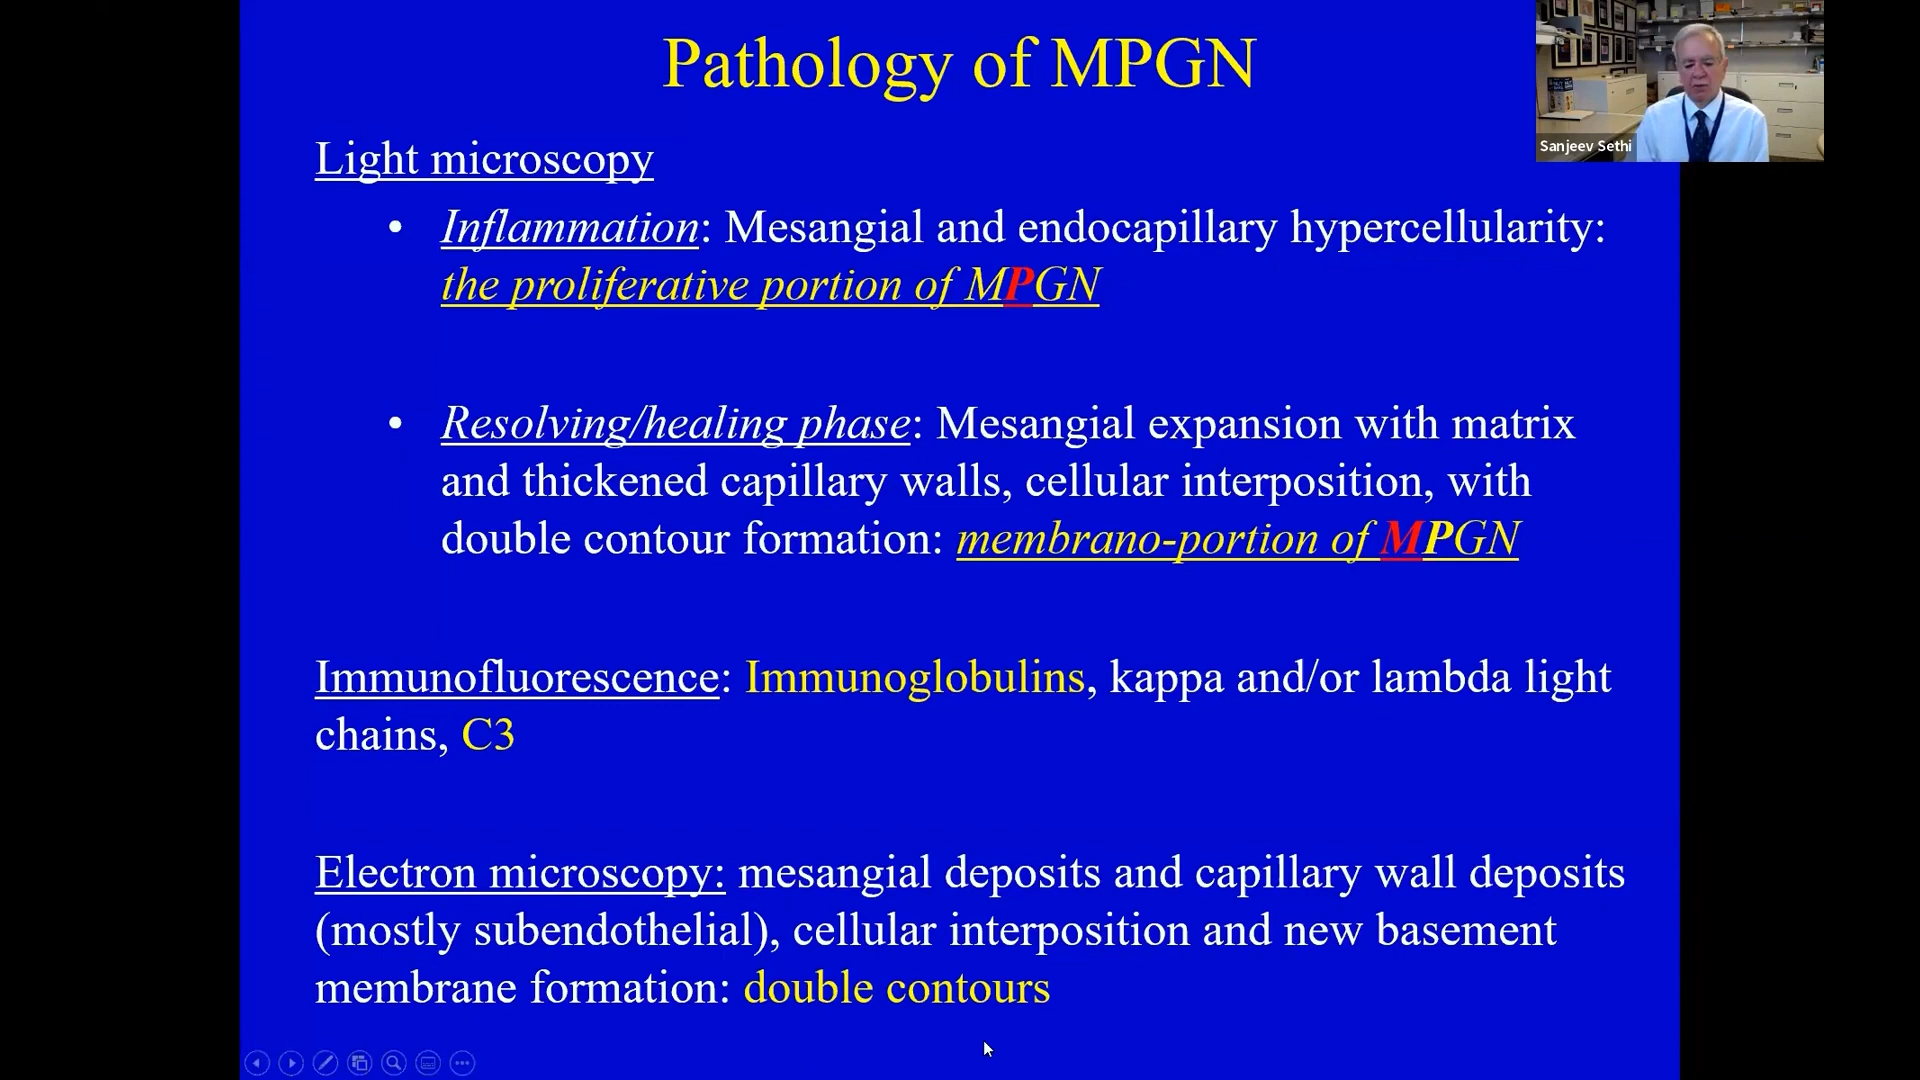 Pathology of MPGN
Sanjeev Sethi
Light microscopy
• Inflammation: Mesangial and endocapillary hypercellularity:
the proliferative portion of MPGN
• Resolving/healing phase: Mesangial expansion with matrix
and thickened capillary walls, cellular interposition, with
double contour formation: membrano-portion of MPGN
Immunofluorescence: Immunoglobulins, kappa and/or lambda light
chains, C3
Electron microscopy: mesangial deposits and capillary wall deposits
(mostly subendothelial), cellular interposition and new basement
membrane formation: double contours